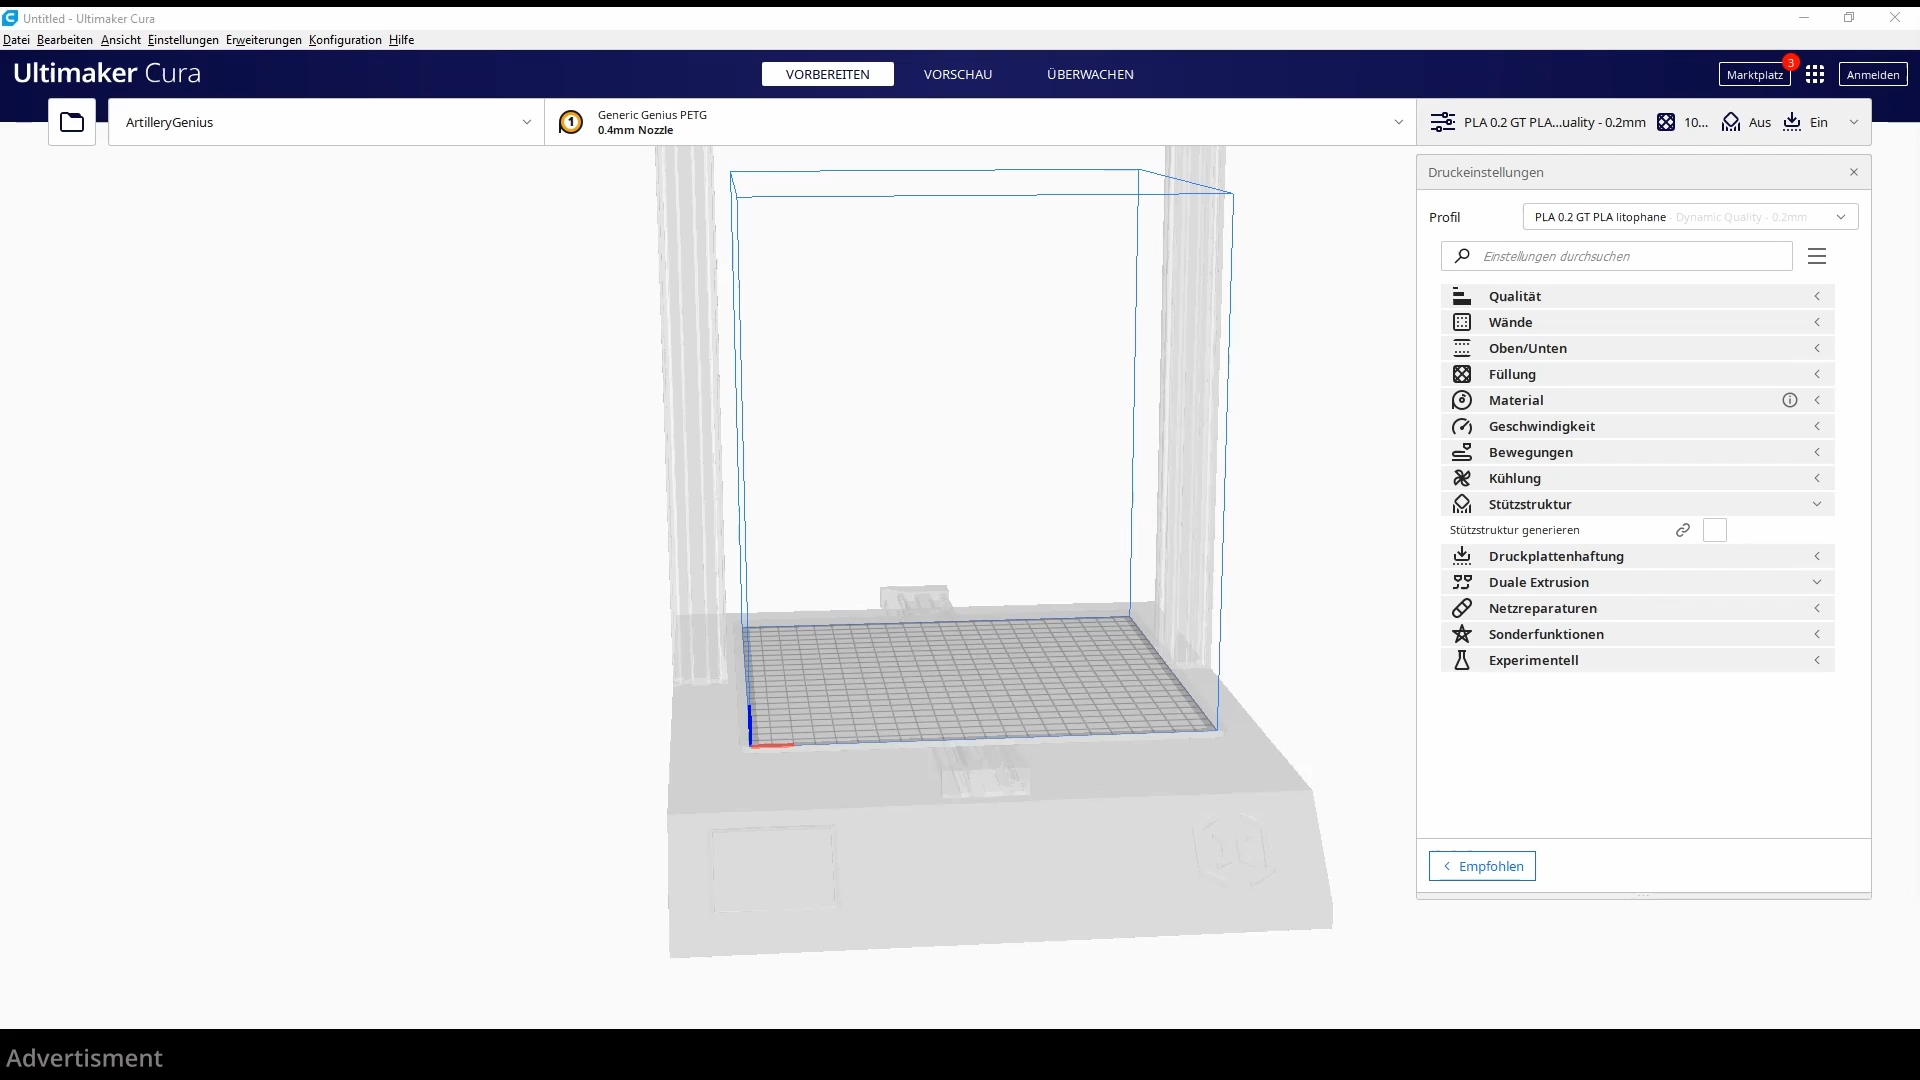 Untitled - Ultimaker Cura
Datei Bearbeiten Ansicht Einstellungen Erweiterungen Konfiguration Hilfe
Ultimaker Cura
VORBEREITEN VORSCHAU ÜBERWACHEN
Marktplatz 3 Anmelden
ArtilleryGenius
1 Generic Genius PETG
0.4mm Nozzle
PLA 0.2 GT PLA...uality - 0.2mm 10... Aus Ein
Druckeinstellungen
Profil PLA 0.2 GT PLA litophane - Dynamic Quality - 0.2mm
Einstellungen durchsuchen
Qualität
Wände
Oben/Unten
Füllung
Material
Geschwindigkeit
Bewegungen
Kühlung
Stützstruktur
Stützstruktur generieren
Druckplattenhaftung
Duale Extrusion
Netzreparaturen
Sonderfunktionen
Experimentell
Empfohlen
Advertisment